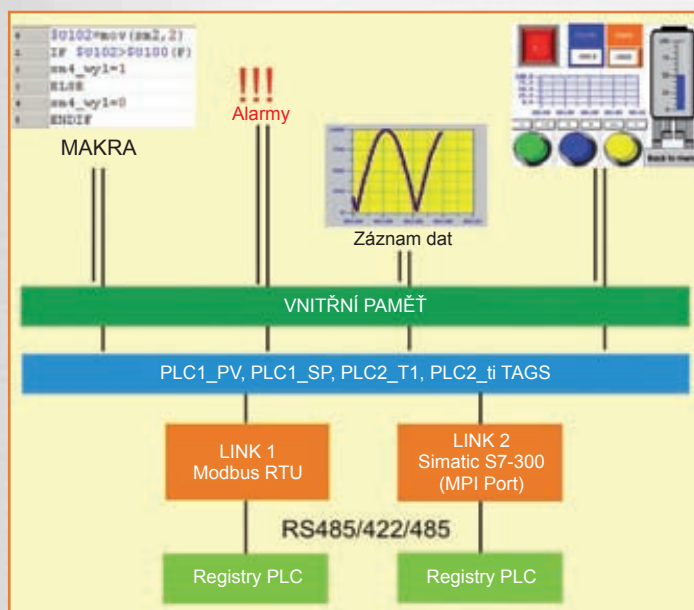 $U102=mov(sm2,2)
IF $U102>$U100(F)
sm4_wy1=1
ELSE
sm4_wy1=0
ENDIF
MAKRA
!!!
Alarmy
Záznam dat
Back to
VNITŘNÍ PAMĚŤ
PLC1_PV, PLC1_SP, PLC2_T1, PLC2_ti TAGS
LINK 1
Modbus RTU
LINK 2
Simatic S7-300
(MPI Port)
RS485/422/485
Registry PLC
Registry PLC